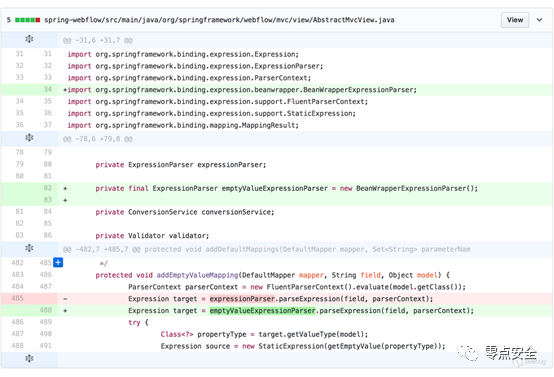 5 spring-webflow/src/main/java/org/springframework/webflow/mvc/view/AbstractMvcView.java View
@@ -31,6 +31,7 @@
31 31 import org.springframework.binding.expression.Expression;
32 32 import org.springframework.binding.expression.ExpressionParser;
33 33 import org.springframework.binding.expression.ParserContext;
34 +import org.springframework.binding.expression.beanwrapper.BeanWrapperExpressionParser;
34 35 import org.springframework.binding.expression.support.FluentParserContext;
35 36 import org.springframework.binding.expression.support.StaticExpression;
36 37 import org.springframework.binding.mapping.MappingResult;
@@ -78,6 +79,8 @@
78 79
79 80 private ExpressionParser expressionParser;
80 81
82 + private final ExpressionParser emptyValueExpressionParser = new BeanWrapperExpressionParser();
83 +
81 84 private ConversionService conversionService;
82 85
83 86 private Validator validator;
@@ -482,7 +485,7 @@ protected void addDefaultMappings(DefaultMapper mapper, Set<String> parameterNam
482 485 + */
483 486 protected void addEmptyValueMapping(DefaultMapper mapper, String field, Object model) {
484 487 ParserContext parserContext = new FluentParserContext().evaluate(model.getClass());
485 - Expression target = expressionParser.parseExpression(field, parserContext);
488 + Expression target = emptyValueExpressionParser.parseExpression(field, parserContext);
486 489 try {
487 490 Class<?> propertyType = target.getValueType(model);
488 491 Expression source = new StaticExpression(getEmptyValue(propertyType));
零点安全